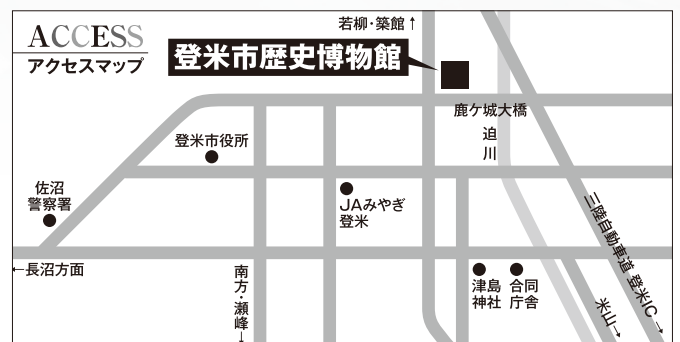 若柳・築館↑
ACCESS
アクセスマップ
登米市歴史博物館
鹿ケ城大橋
迫川
登米市役所
佐沼
警察署
JAみやぎ
登米
三陸自動車道 登米IC→
←長沼方面
南方・瀬峰→
津島
神社
合同
庁舎
米山→